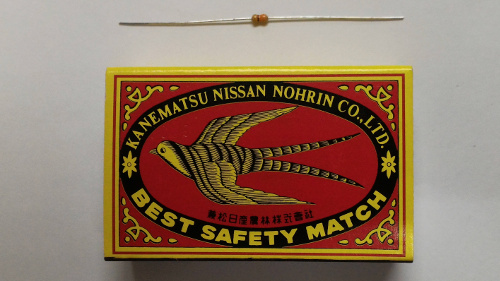 KANEMATSU NISSAN NOHRIN CO., LTD.
兼松日産農林株式會社
BEST SAFETY MATCH